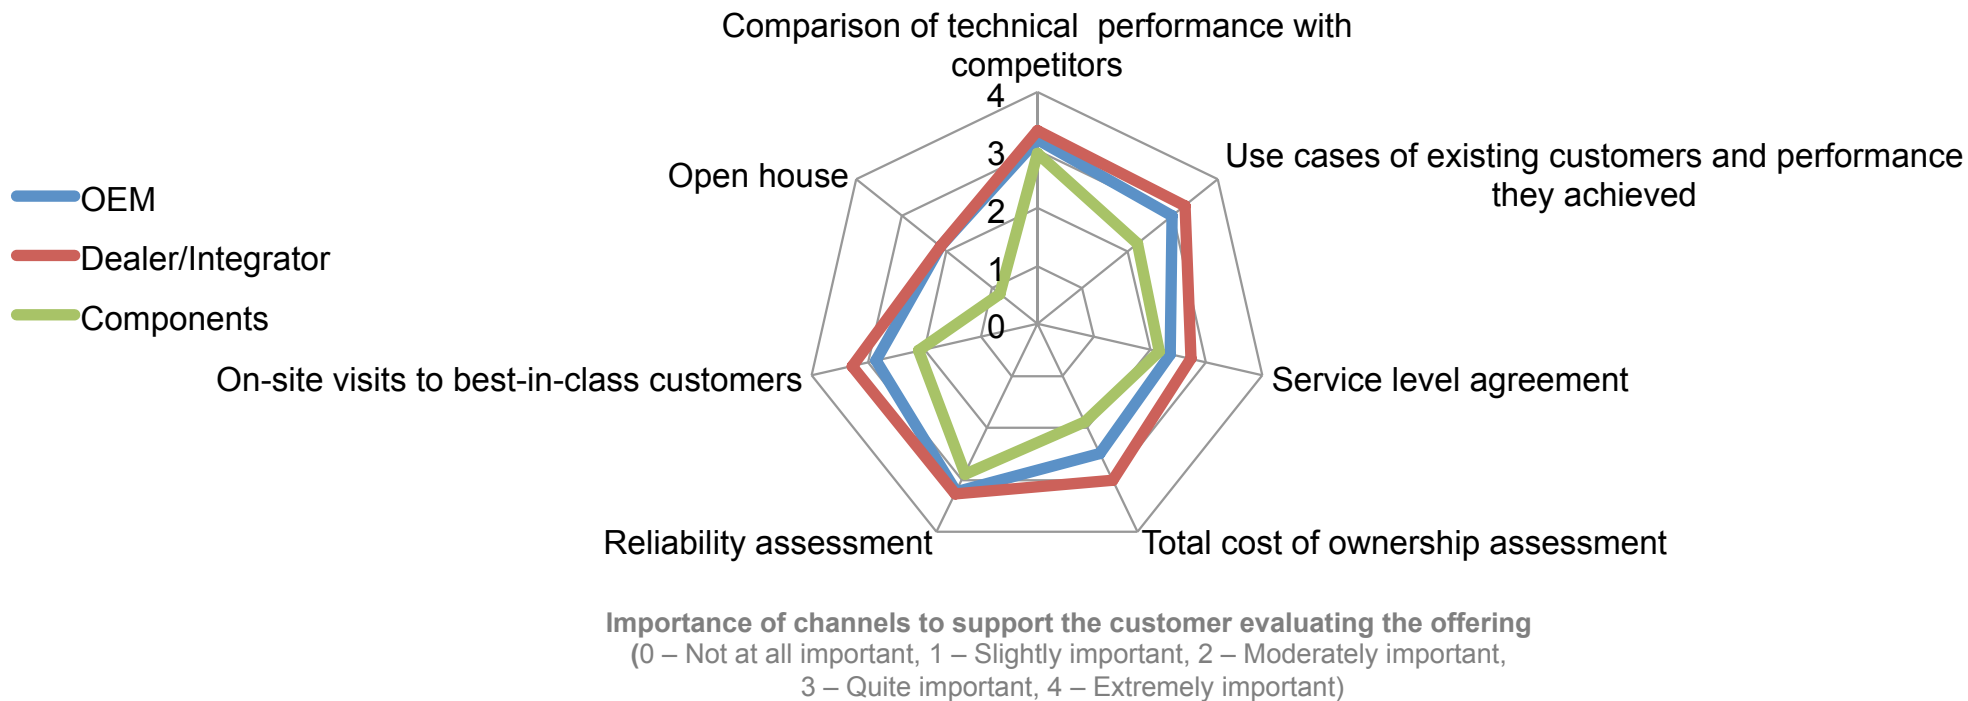 Comparison of technical performance with
competitors
4
3
2
1
0
Use cases of existing customers and performance
they achieved
Open house
OEM
Dealer/Integrator
Components
On-site visits to best-in-class customers
Service level agreement
Reliability assessment
Total cost of ownership assessment
Importance of channels to support the customer evaluating the offering
(0 – Not at all important, 1 – Slightly important, 2 – Moderately important,
3 – Quite important, 4 – Extremely important)